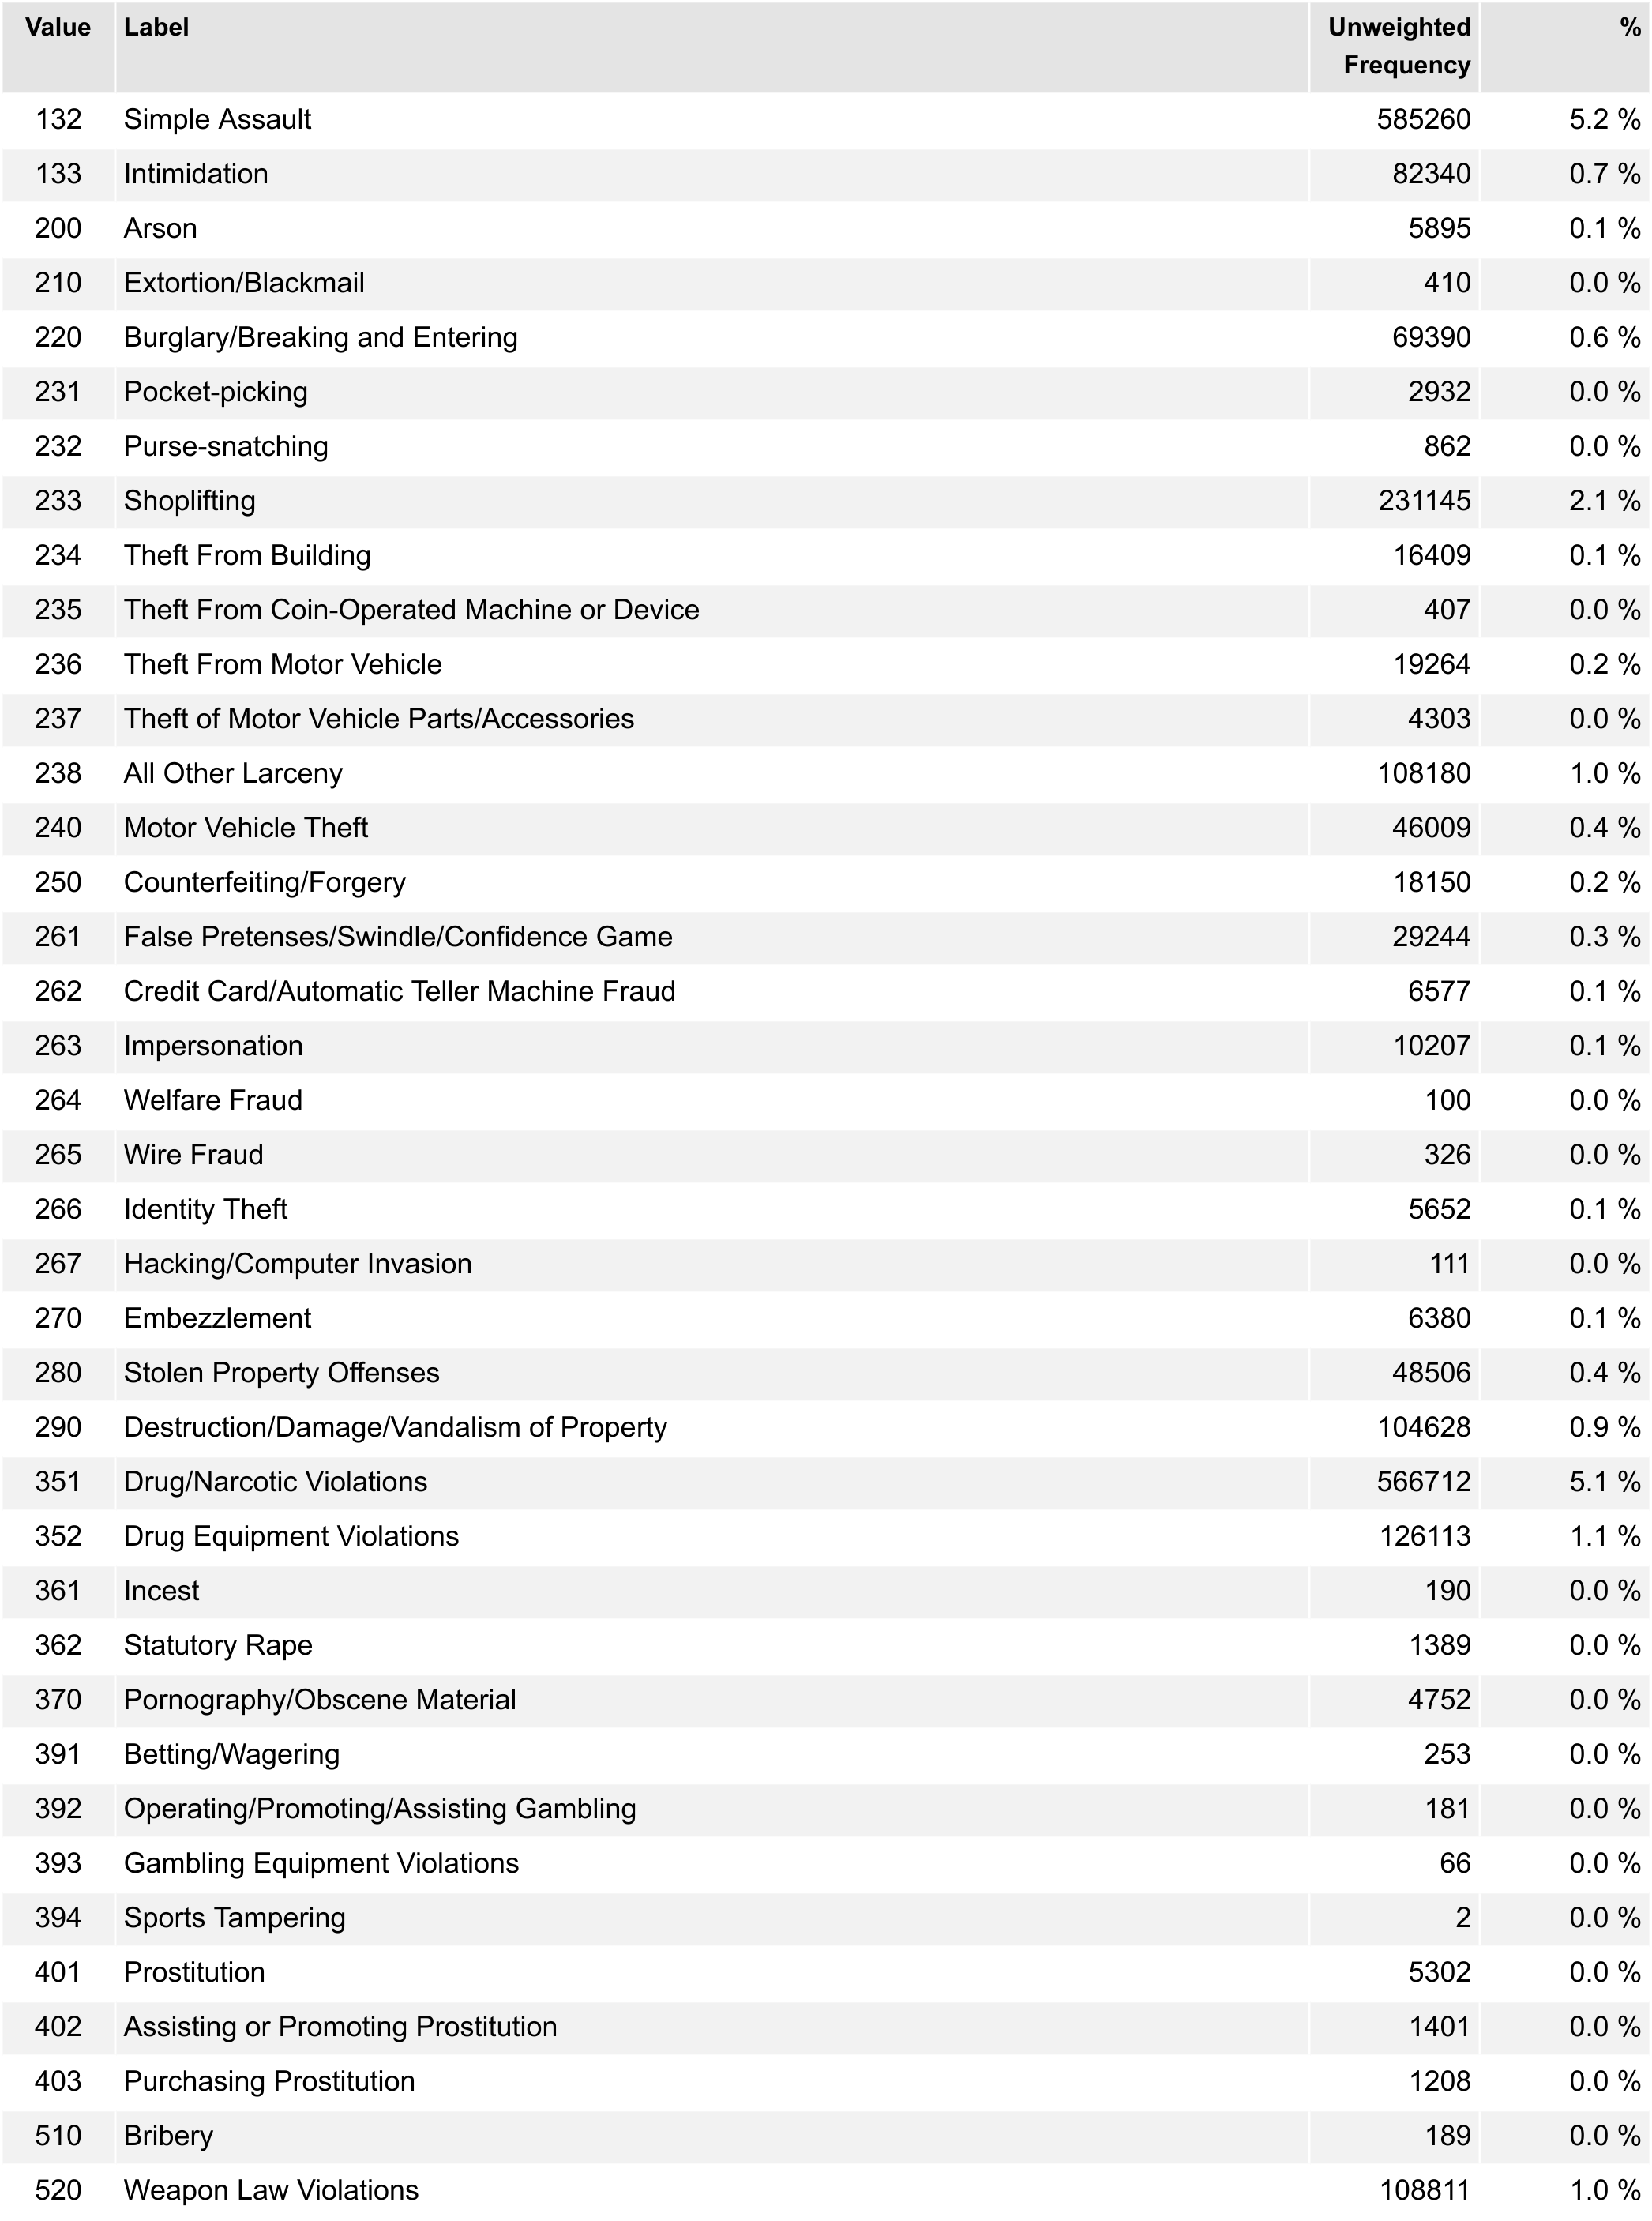 Value Label Unweighted Frequency %
132 Simple Assault 585260 5.2 %
133 Intimidation 82340 0.7 %
200 Arson 5895 0.1 %
210 Extortion/Blackmail 410 0.0 %
220 Burglary/Breaking and Entering 69390 0.6 %
231 Pocket-picking 2932 0.0 %
232 Purse-snatching 862 0.0 %
233 Shoplifting 231145 2.1 %
234 Theft From Building 16409 0.1 %
235 Theft From Coin-Operated Machine or Device 407 0.0 %
236 Theft From Motor Vehicle 19264 0.2 %
237 Theft of Motor Vehicle Parts/Accessories 4303 0.0 %
238 All Other Larceny 108180 1.0 %
240 Motor Vehicle Theft 46009 0.4 %
250 Counterfeiting/Forgery 18150 0.2 %
261 False Pretenses/Swindle/Confidence Game 29244 0.3 %
262 Credit Card/Automatic Teller Machine Fraud 6577 0.1 %
263 Impersonation 10207 0.1 %
264 Welfare Fraud 100 0.0 %
265 Wire Fraud 326 0.0 %
266 Identity Theft 5652 0.1 %
267 Hacking/Computer Invasion 111 0.0 %
270 Embezzlement 6380 0.1 %
280 Stolen Property Offenses 48506 0.4 %
290 Destruction/Damage/Vandalism of Property 104628 0.9 %
351 Drug/Narcotic Violations 566712 5.1 %
352 Drug Equipment Violations 126113 1.1 %
361 Incest 190 0.0 %
362 Statutory Rape 1389 0.0 %
370 Pornography/Obscene Material 4752 0.0 %
391 Betting/Wagering 253 0.0 %
392 Operating/Promoting/Assisting Gambling 181 0.0 %
393 Gambling Equipment Violations 66 0.0 %
394 Sports Tampering 2 0.0 %
401 Prostitution 5302 0.0 %
402 Assisting or Promoting Prostitution 1401 0.0 %
403 Purchasing Prostitution 1208 0.0 %
510 Bribery 189 0.0 %
520 Weapon Law Violations 108811 1.0 %